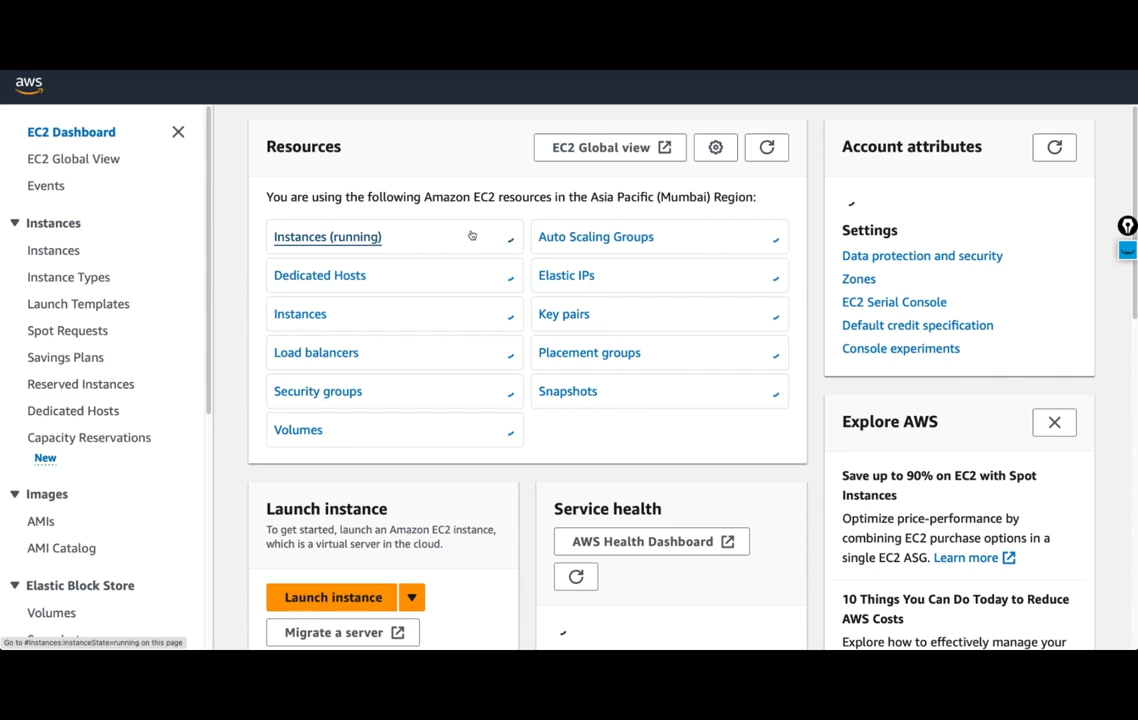 aws
EC2 Dashboard
EC2 Global View
Events
Instances
Instances
Instance Types
Launch Templates
Spot Requests
Savings Plans
Reserved Instances
Dedicated Hosts
Capacity Reservations
New
Images
AMIs
AMI Catalog
Elastic Block Store
Volumes
Go to #Instances:instanceState=running on this page
Resources
EC2 Global view
You are using the following Amazon EC2 resources in the Asia Pacific (Mumbai) Region:
Instances (running)
Auto Scaling Groups
Dedicated Hosts
Elastic IPs
Instances
Key pairs
Load balancers
Placement groups
Security groups
Snapshots
Volumes
Launch instance
To get started, launch an Amazon EC2 instance,
which is a virtual server in the cloud.
Launch instance
Migrate a server
Service health
AWS Health Dashboard
Account attributes
Settings
Data protection and security
Zones
EC2 Serial Console
Default credit specification
Console experiments
Explore AWS
Save up to 90% on EC2 with Spot
Instances
Optimize price-performance by
combining EC2 purchase options in a
single EC2 ASG. Learn more
10 Things You Can Do Today to Reduce
AWS Costs
Explore how to effectively manage your